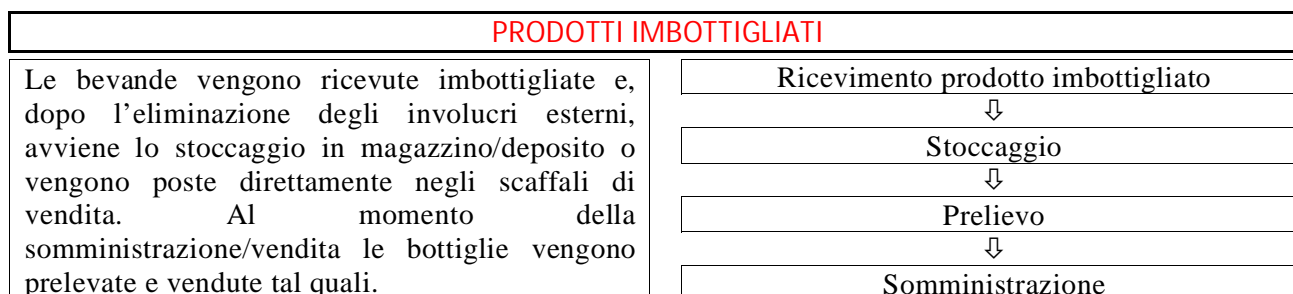 PRODOTTI IMBOTTIGLIATI
Le bevande vengono ricevute imbottigliate e,
dopo l'eliminazione degli involucri esterni,
avviene lo stoccaggio in magazzino/deposito o
vengono poste direttamente negli scaffali di
vendita. Al momento della
somministrazione/vendita le bottiglie vengono
prelevate e vendute tal quali.
Ricevimento prodotto imbottigliato
⇩
Stoccaggio
⇩
Prelievo
⇩
Somministrazione